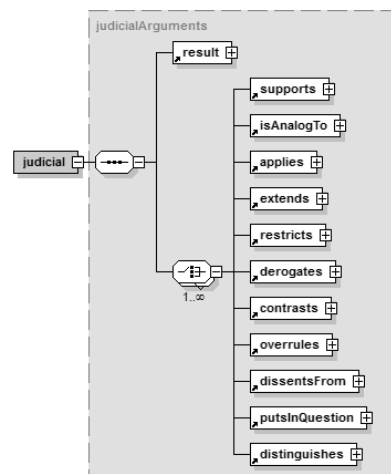 judicialArguments
result
supports
isAnalogTo
judicial
applies
extends
restricts
derogates
1..∞
contrasts
overrules
dissentsFrom
putsInQuestion
distinguishes